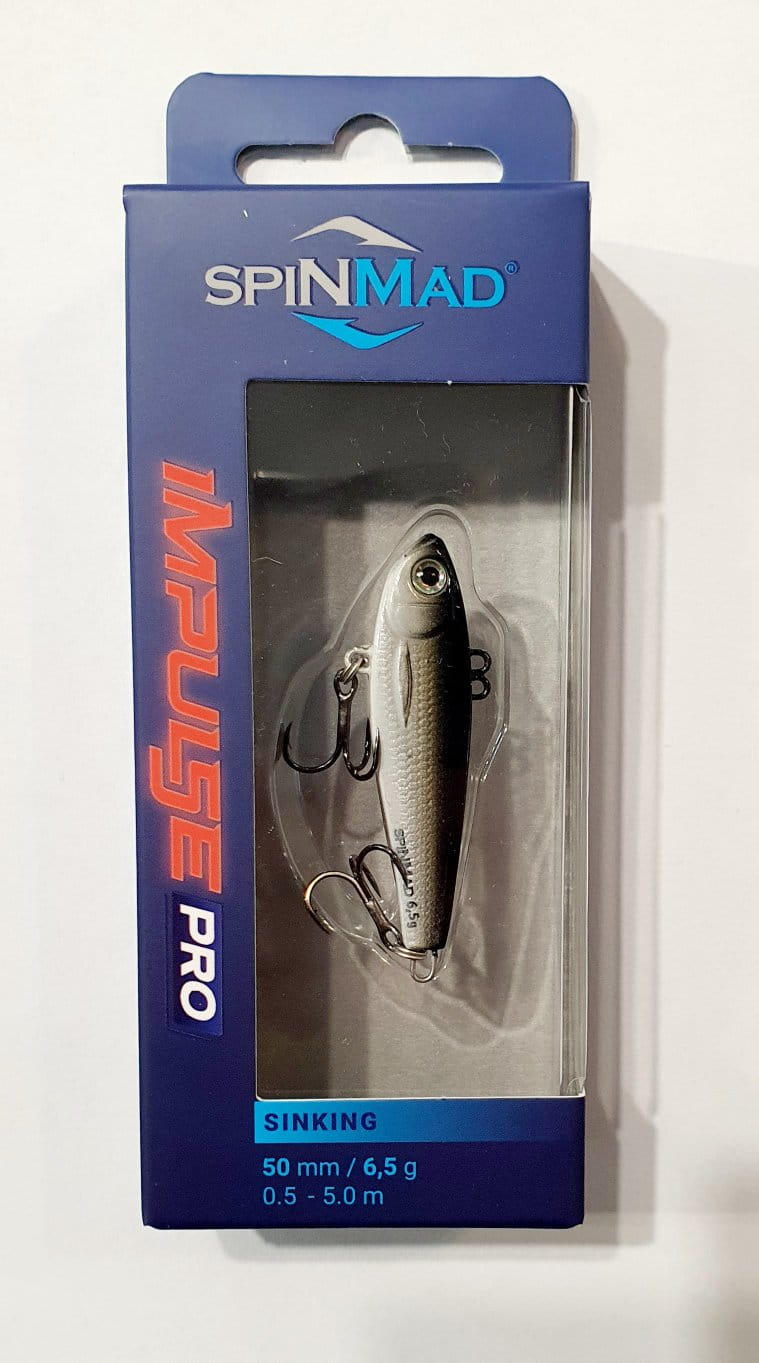 SPINMAD®
IMPULSE PRO
SPINMAD 6,5g
SINKING
50 mm / 6,5 g
0.5 - 5.0 m